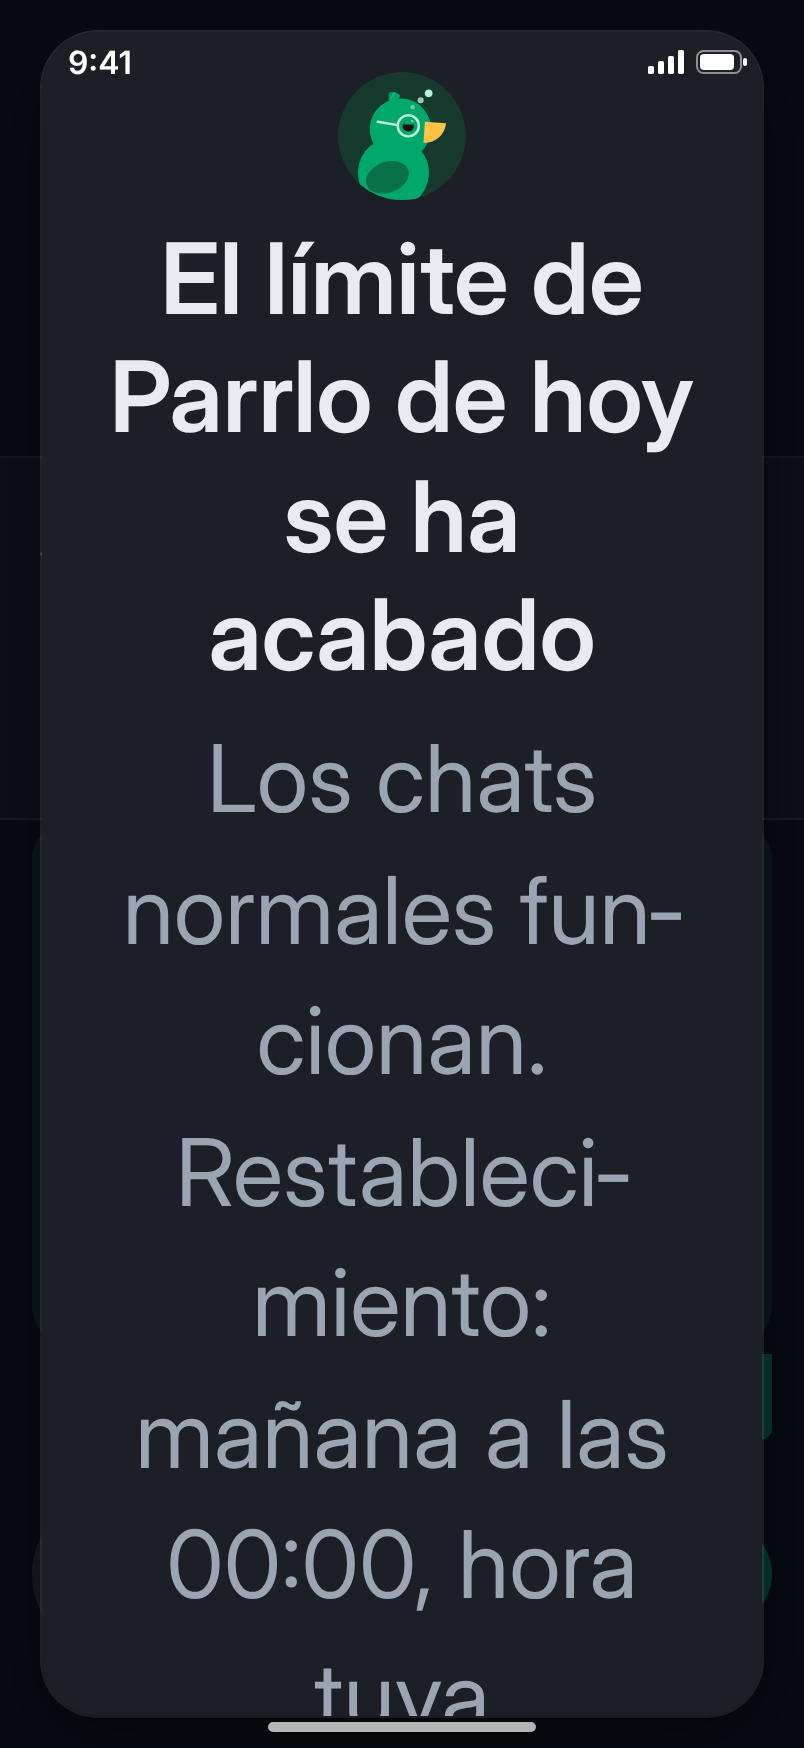 9:41
El límite de
Parrlo de hoy
se ha
acabado
Los chats
normales fun-
cionan.
Restableci-
miento:
mañana a las
00:00, hora
tuya